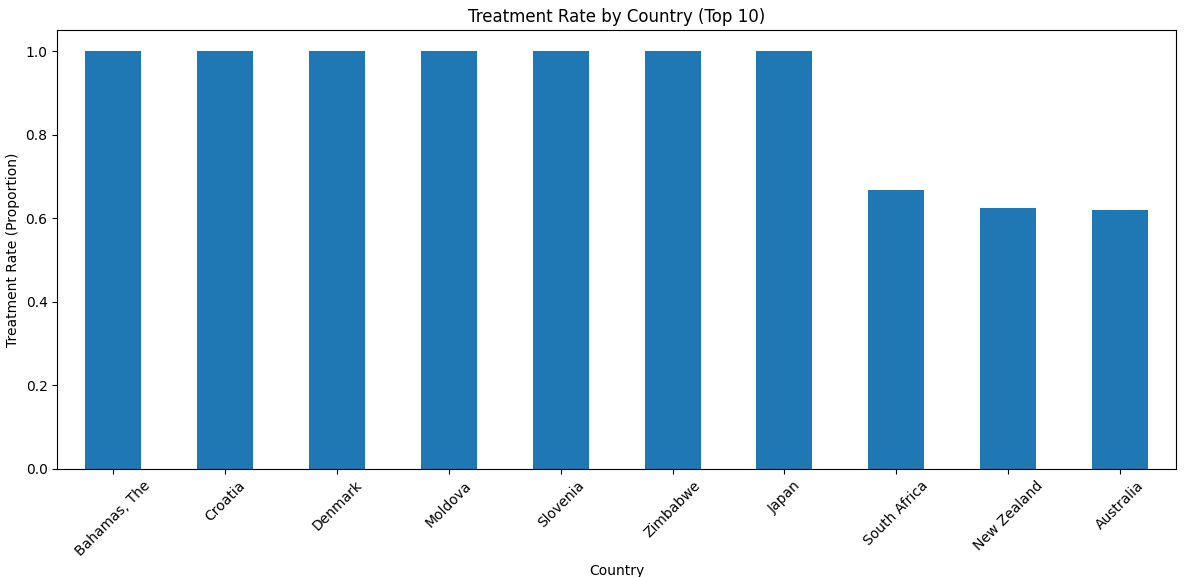 Treatment Rate by Country (Top 10)
Treatment Rate (Proportion)
1.0
0.8
0.6
0.4
0.2
0.0
Bahamas, The
Croatia
Denmark
Moldova
Slovenia
Zimbabwe
Japan
South Africa
New Zealand
Australia
Country